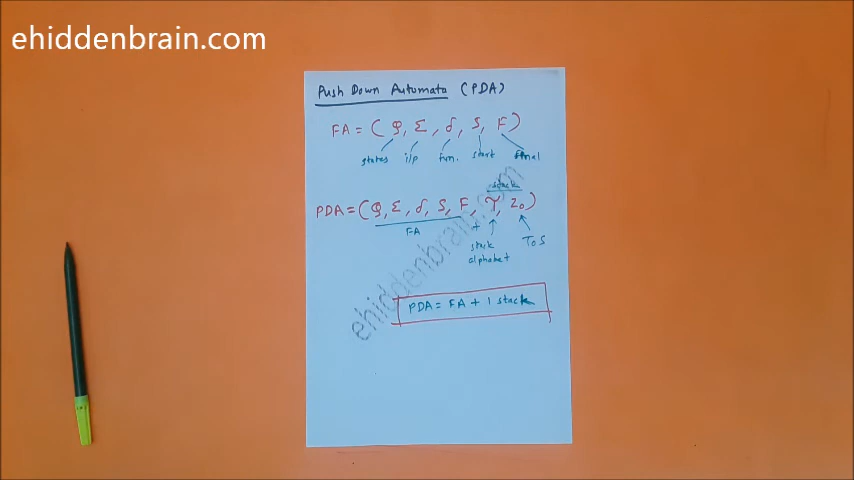 ehiddenbrain.com
Push Down Automata (PDA)
FA = ( Q, Σ, δ, S, F )
states i/p fxn. start final
stack
PDA = ( Q, Σ, δ, S, F, Τ, Z0 )
FA + stack alphabet ToS
PDA = FA + 1 stack
ehiddenbrain.com